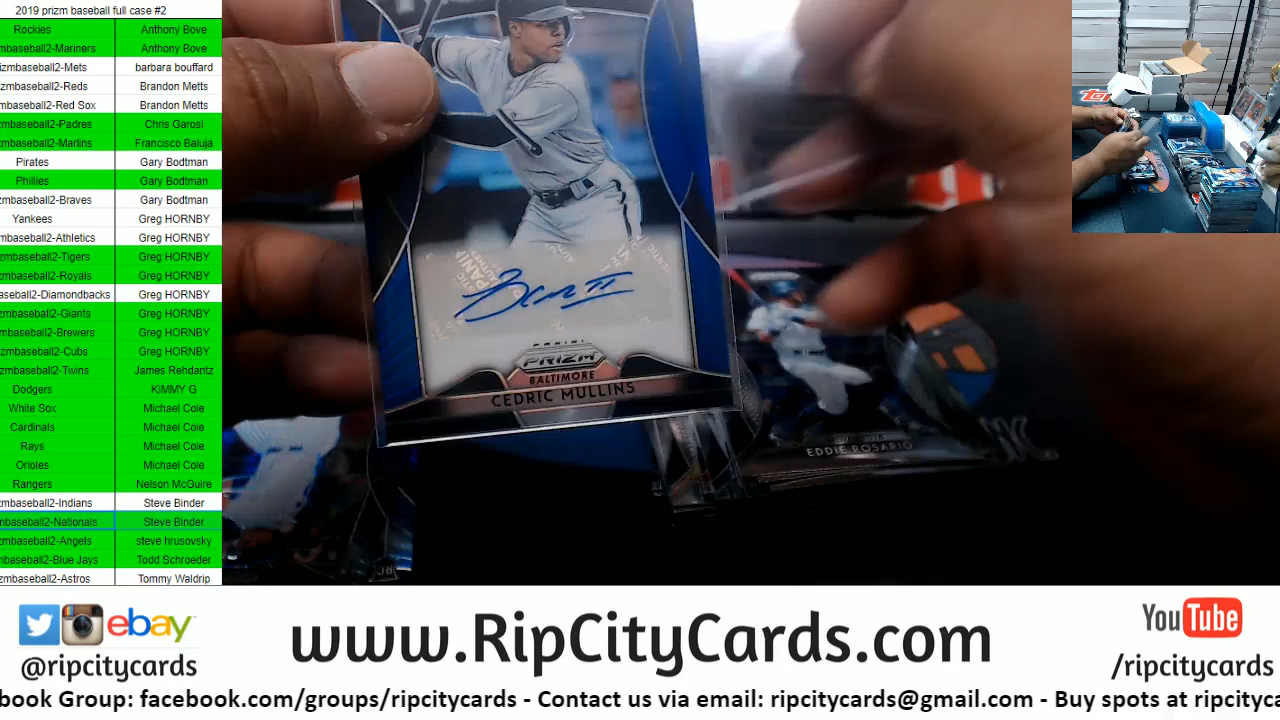 2019 prizm baseball full case #2
Rockies Anthony Bove
mbaseball2-Mariners Anthony Bove
izmbaseball2-Mets barbara bouffard
izmbaseball2-Reds Brandon Metts
zmbaseball2-Red Sox Brandon Metts
zmbaseball2-Padres Chris Garosi
zmbaseball2-Marlins Francisco Baluja
Pirates Gary Bodtman
Phillies Gary Bodtman
zmbaseball2-Braves Gary Bodtman
Yankees Greg HORNBY
mbaseball2-Athletics Greg HORNBY
zmbaseball2-Tigers Greg HORNBY
zmbaseball2-Royals Greg HORNBY
aseball2-Diamondbacks Greg HORNBY
zmbaseball2-Giants Greg HORNBY
zmbaseball2-Brewers Greg HORNBY
izmbaseball2-Cubs Greg HORNBY
izmbaseball2-Twins James Rehdantz
Dodgers KIMMY G
White Sox Michael Cole
Cardinals Michael Cole
Rays Michael Cole
Orioles Michael Cole
Rangers Nelson McGuire
zmbaseball2-Indians Steve Binder
mbaseball2-Nationals Steve Binder
zmbaseball2-Angels steve hrusovsky
mbaseball2-Blue Jays Todd Schroeder
zmbaseball2-Astros Tommy Waldrip
PANINI
PRIZM
BALTIMORE
CEDRIC MULLINS
EDDIE ROSARIO
RC
ebay
@ripcitycards
www.RipCityCards.com
YouTube
/ripcitycards
book Group: facebook.com/groups/ripcitycards - Contact us via email: ripcitycards@gmail.com - Buy spots at ripcityca